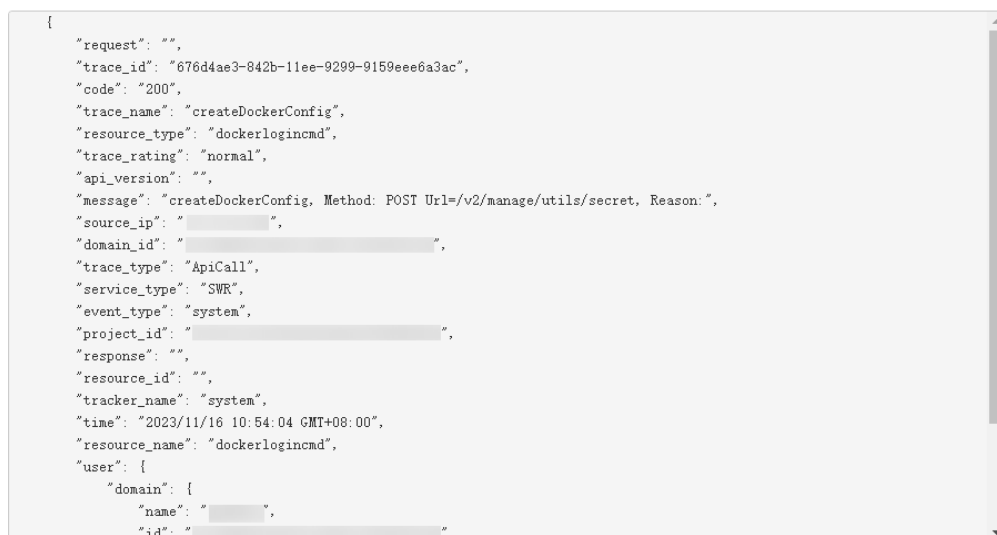 {
"request": "",
"trace_id": "676d4ae3-842b-11ee-9299-9159eee6a3ac",
"code": "200",
"trace_name": "createDockerConfig",
"resource_type": "dockerlogincmd",
"trace_rating": "normal",
"api_version": "",
"message": "createDockerConfig, Method: POST Url=/v2/manage/utils/secret, Reason:",
"source_ip": "",
"domain_id": "",
"trace_type": "ApiCall",
"service_type": "SWR",
"event_type": "system",
"project_id": "",
"response": "",
"resource_id": "",
"tracker_name": "system",
"time": "2023/11/16 10:54:04 GMT+08:00",
"resource_name": "dockerlogincmd",
"user": {
"domain": {
"name": "",
"id": ""